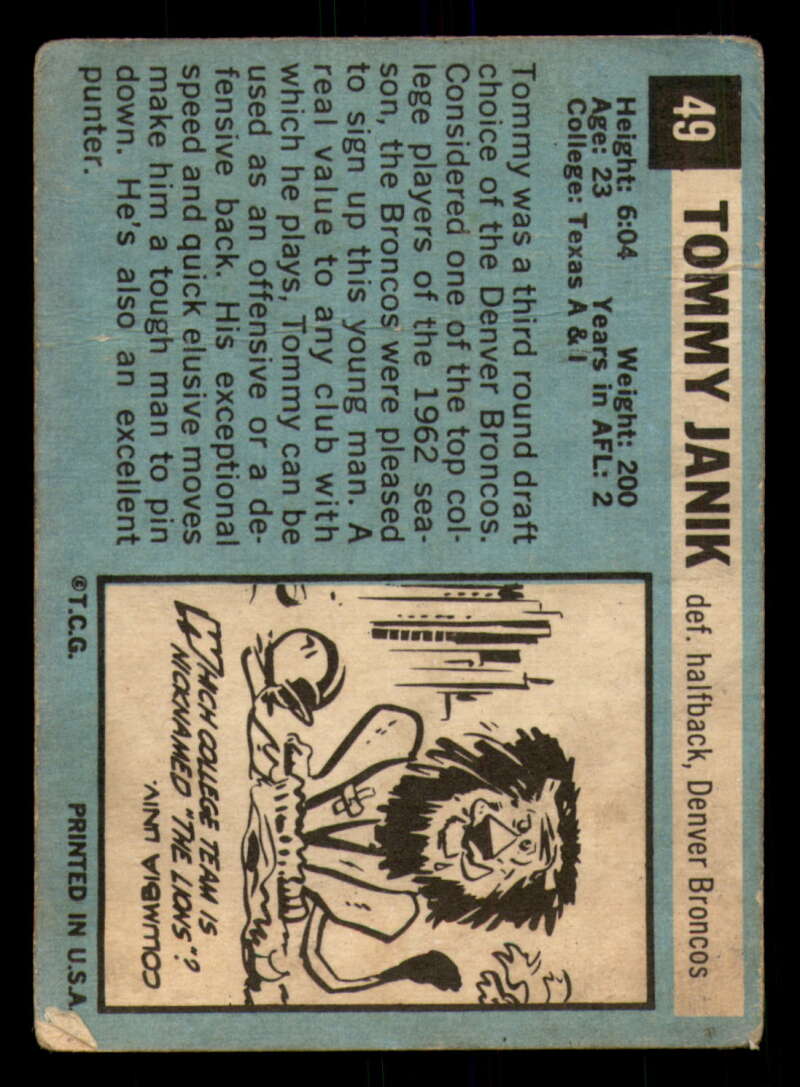 49 TOMMY JANIK def. halfback, Denver Broncos
Height: 6:04 Weight: 200
Age: 23 Years in AFL: 2
College: Texas A & I
Tommy was a third round draft
choice of the Denver Broncos.
Considered one of the top col-
lege players of the 1962 sea-
son, the Broncos were pleased
to sign up this young man. A
real value to any club with
which he plays, Tommy can be
used as an offensive or a de-
fensive back. His exceptional
speed and quick elusive moves
make him a tough man to pin
down. He's also an excellent
punter.
WHICH COLLEGE TEAM IS
NICKNAMED "THE LIONS"?
COLUMBIA UNIV.
©T.C.G. PRINTED IN U.S.A.